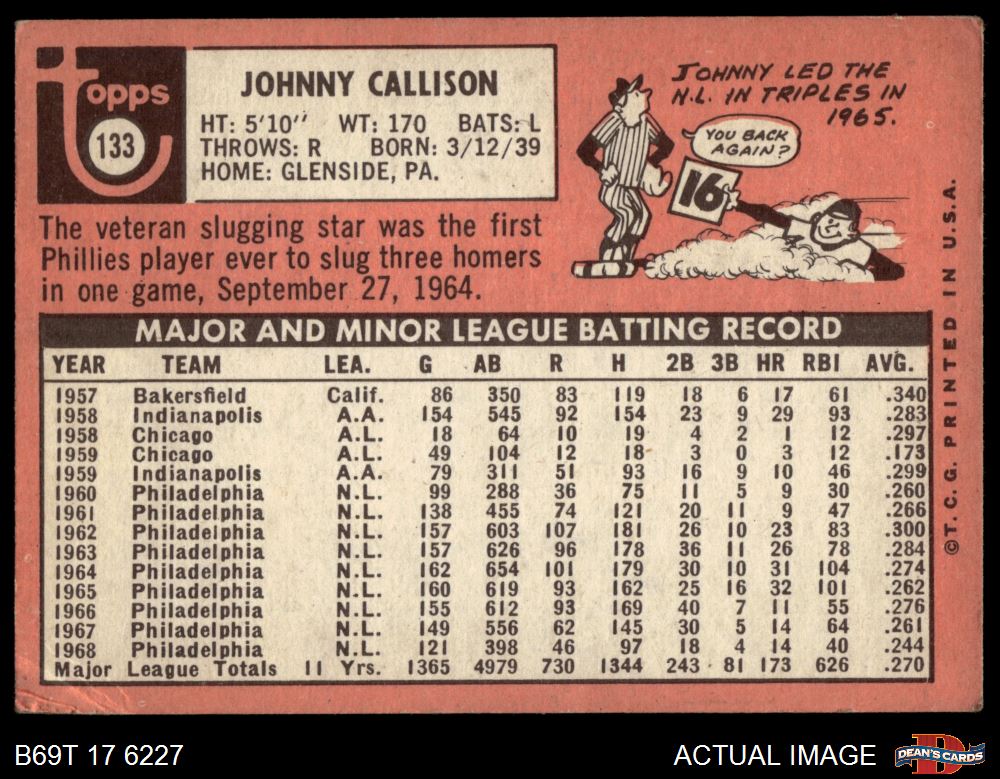 Topps
133
JOHNNY CALLISON
HT: 5'10" WT: 170 BATS: L
THROWS: R BORN: 3/12/39
HOME: GLENSIDE, PA.
JOHNNY LED THE
N.L. IN TRIPLES IN
1965.
YOU BACK
AGAIN?
16
The veteran slugging star was the first
Phillies player ever to slug three homers
in one game, September 27, 1964.
MAJOR AND MINOR LEAGUE BATTING RECORD
YEAR TEAM LEA. G AB R H 2B 3B HR RBI AVG.
1957 Bakersfield Calif. 86 350 83 119 18 6 17 61 .340
1958 Indianapolis A.A. 154 545 92 154 23 9 29 93 .283
1958 Chicago A.L. 18 64 10 19 4 2 1 12 .297
1959 Chicago A.L. 49 104 12 18 3 0 3 12 .173
1959 Indianapolis A.A. 79 311 51 93 16 9 10 46 .299
1960 Philadelphia N.L. 99 288 36 75 11 5 9 30 .260
1961 Philadelphia N.L. 138 455 74 121 20 11 9 47 .266
1962 Philadelphia N.L. 157 603 107 181 26 10 23 83 .300
1963 Philadelphia N.L. 157 626 96 178 36 11 26 78 .284
1964 Philadelphia N.L. 162 654 101 179 30 10 31 104 .274
1965 Philadelphia N.L. 160 619 93 162 25 16 32 101 .262
1966 Philadelphia N.L. 155 612 93 169 40 7 11 55 .276
1967 Philadelphia N.L. 149 556 62 145 30 5 14 64 .261
1968 Philadelphia N.L. 121 398 46 97 18 4 14 40 .244
Major League Totals 11 Yrs. 1365 4979 730 1344 243 81 173 626 .270
©T.C.G. PRINTED IN U.S.A.
B69T 17 6227
ACTUAL IMAGE
DEAN'S CARDS